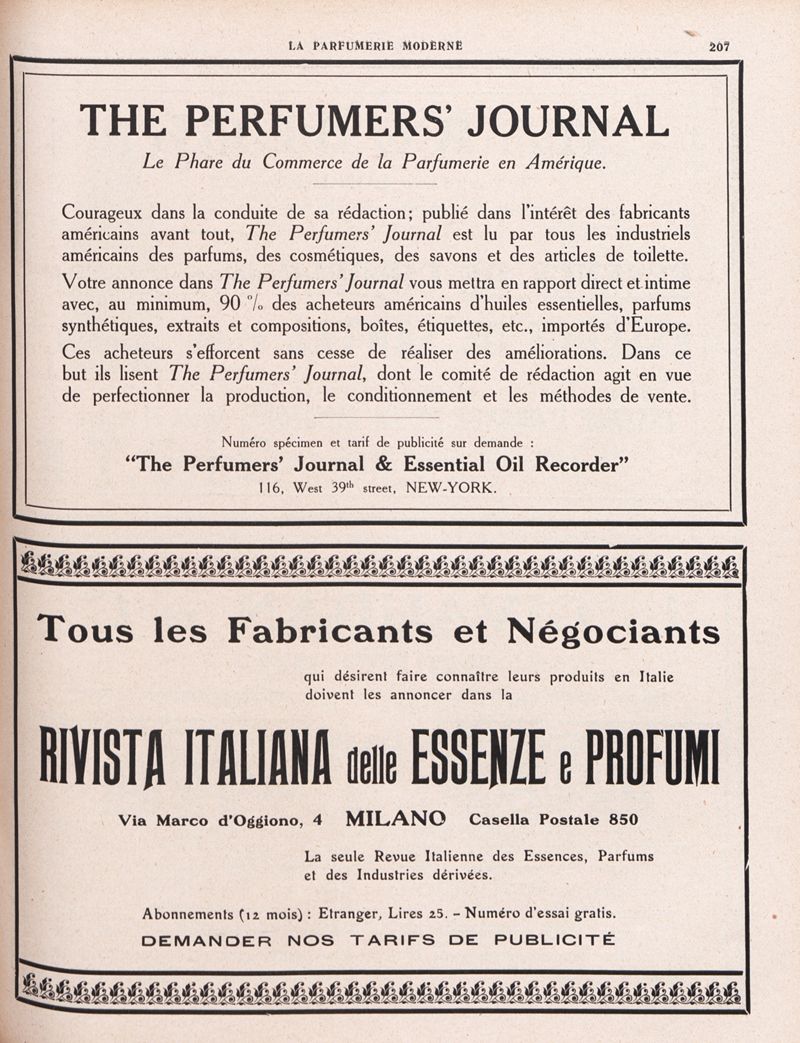 LA PARFUMERIE MODERNE
207
THE PERFUMERS' JOURNAL
Le Phare du Commerce de la Parfumerie en Amérique.
Courageux dans la conduite de sa rédaction; publié dans l'intérêt des fabricants
américains avant tout, The Perfumers' Journal est lu par tous les industriels
américains des parfums, des cosmétiques, des savons et des articles de toilette.
Votre annonce dans The Perfumers' Journal vous mettra en rapport direct et intime
avec, au minimum, 90 % des acheteurs américains d'huiles essentielles, parfums
synthétiques, extraits et compositions, boîtes, étiquettes, etc., importés d'Europe.
Ces acheteurs s'efforcent sans cesse de réaliser des améliorations. Dans ce
but ils lisent The Perfumers' Journal, dont le comité de rédaction agit en vue
de perfectionner la production, le conditionnement et les méthodes de vente.
Numéro spécimen et tarif de publicité sur demande :
“The Perfumers' Journal & Essential Oil Recorder”
116, West 39th street, NEW-YORK.
Tous les Fabricants et Négociants
qui désirent faire connaître leurs produits en Italie
doivent les annoncer dans la
RIVISTA ITALIANA delle ESSENZE e PROFUMI
Via Marco d'Oggiono, 4 MILANO Casella Postale 850
La seule Revue Italienne des Essences, Parfums
et des Industries dérivées.
Abonnements (12 mois) : Etranger, Lires 25. – Numéro d'essai gratis.
DEMANDER NOS TARIFS DE PUBLICITÉ